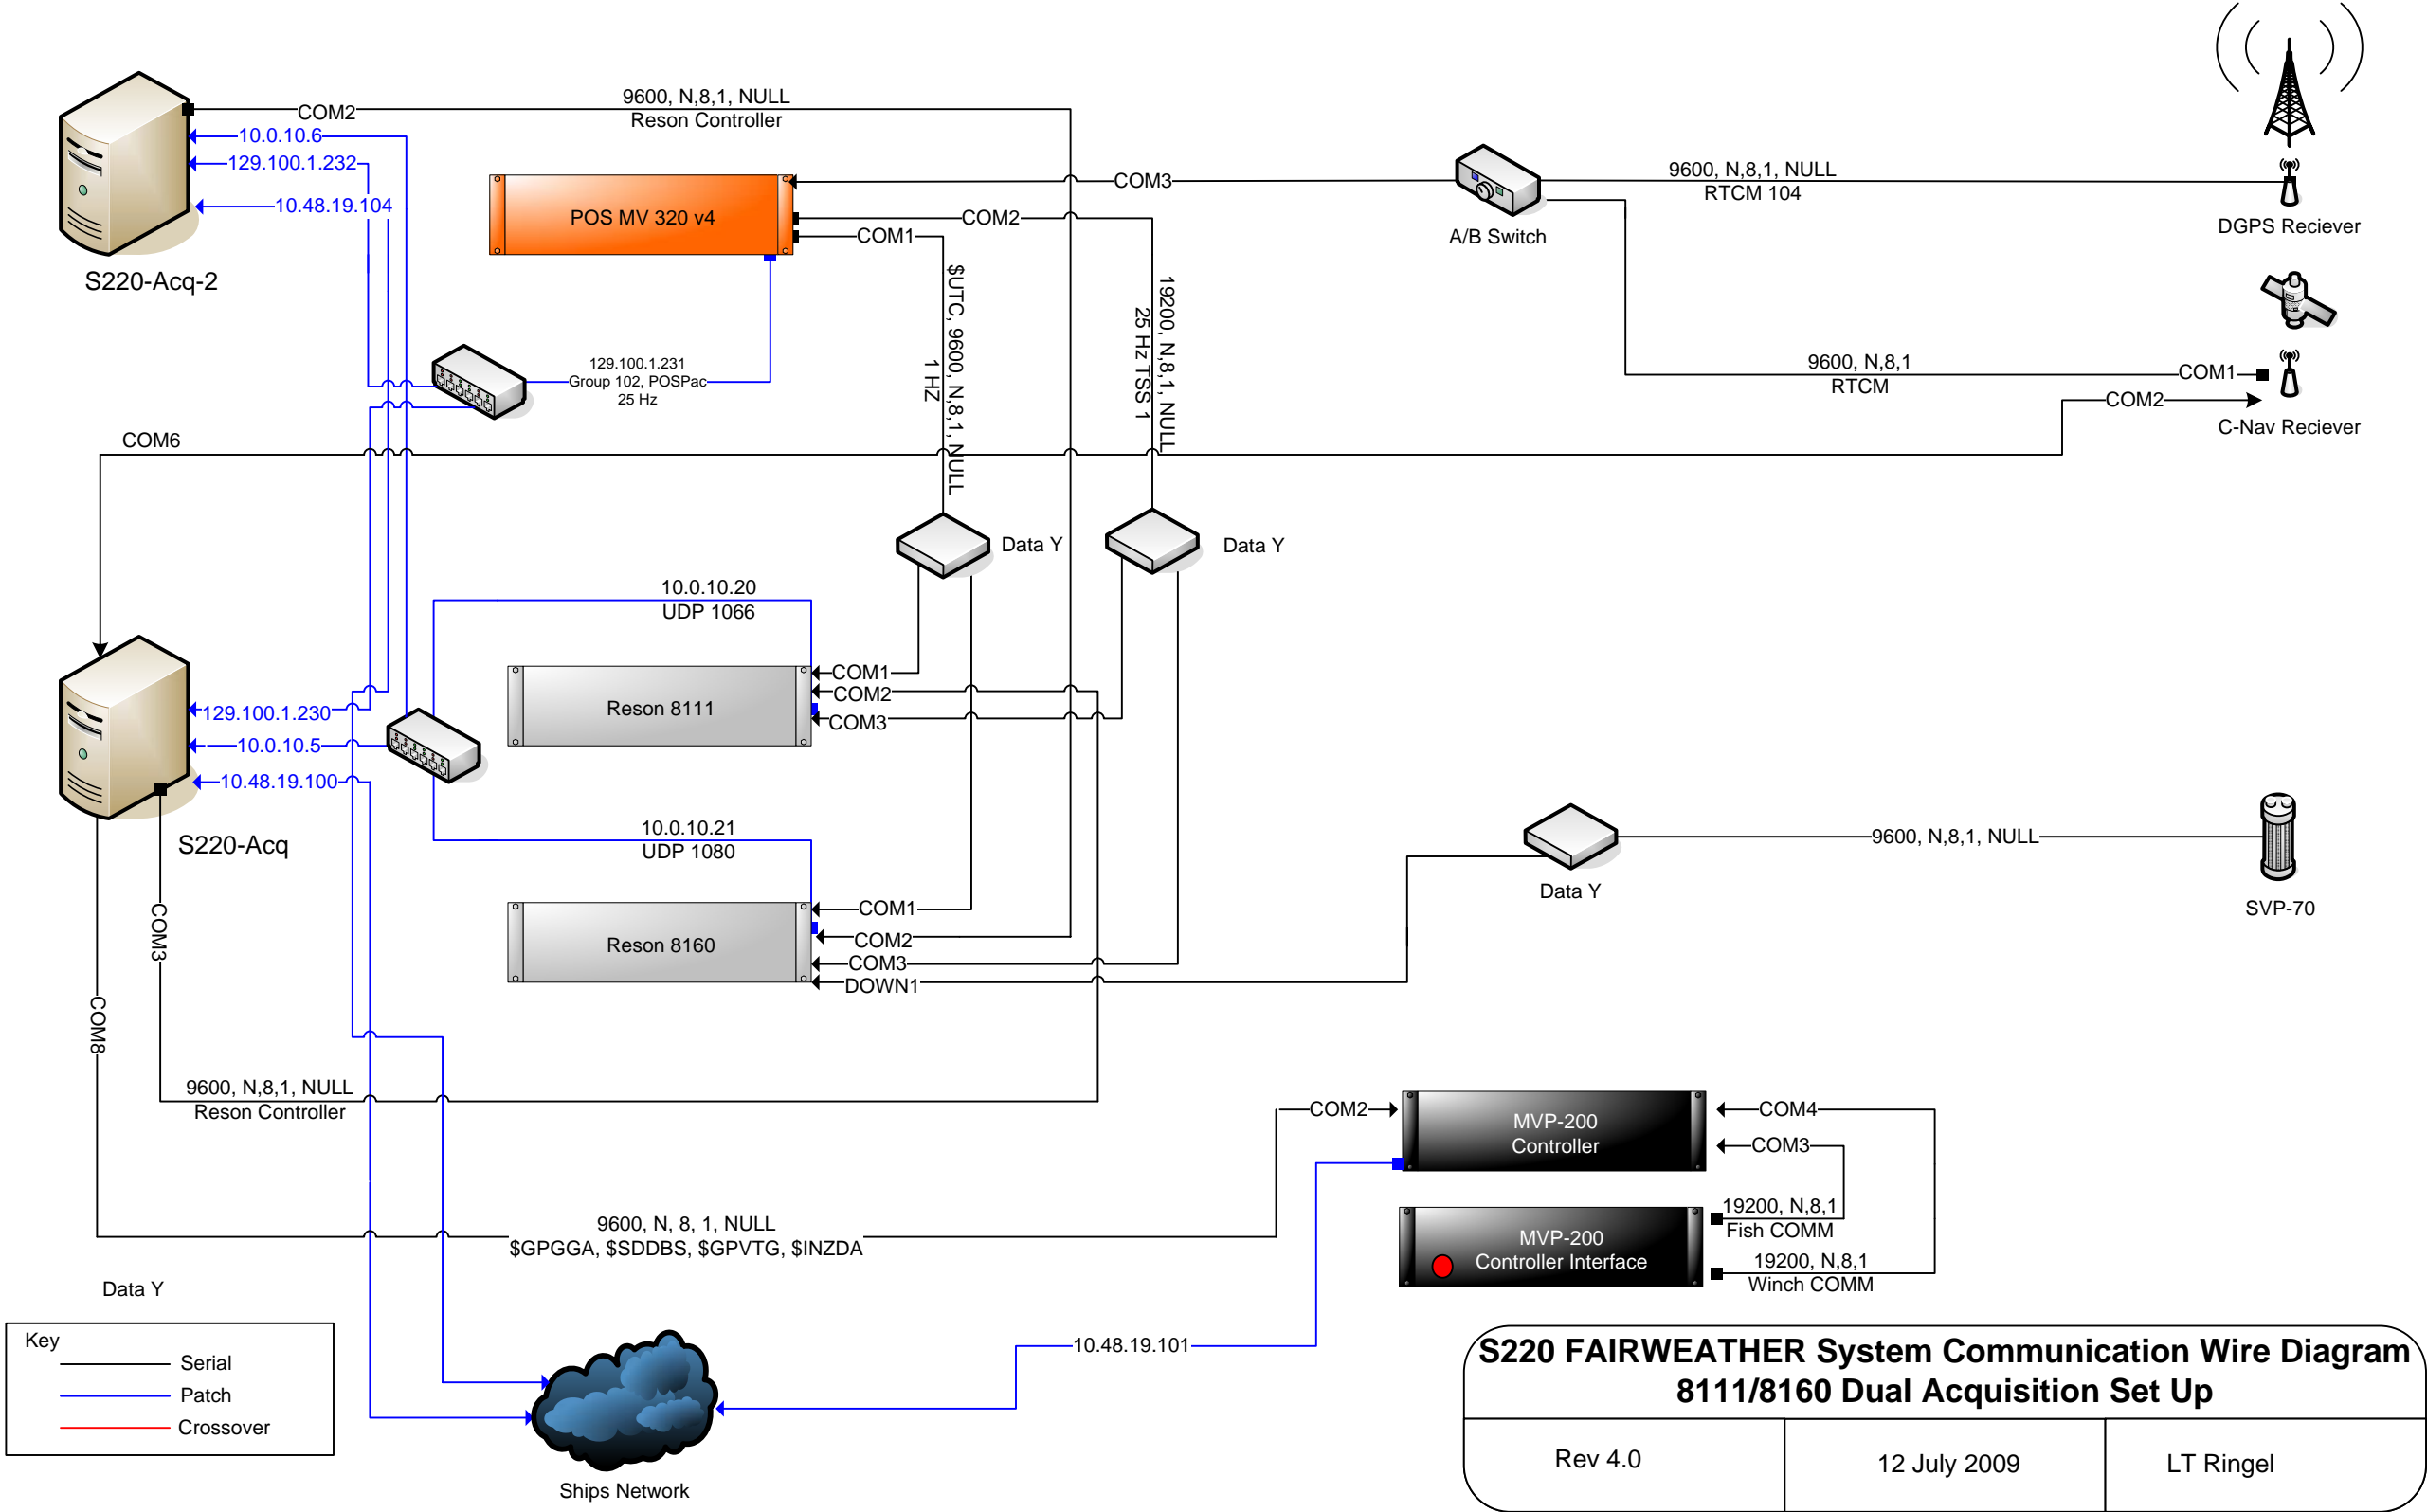 COM2
9600, N,8,1, NULL
Reson Controller
10.0.10.6
129.100.1.232
10.48.19.104
S220-Acq-2
POS MV 320 v4
COM3
COM2
COM1
A/B Switch
9600, N,8,1, NULL
RTCM 104
DGPS Reciever
9600, N,8,1
RTCM
COM1
COM2
C-Nav Reciever
129.100.1.231
Group 102, POSPac
25 Hz
$UTC, 9600, N,8,1, NULL
1 HZ
19200, N,8,1, NULL
25 Hz TSS 1
COM6
Data Y
Data Y
10.0.10.20
UDP 1066
Reson 8111
COM1
COM2
COM3
129.100.1.230
10.0.10.5
10.48.19.100
S220-Acq
10.0.10.21
UDP 1080
Reson 8160
COM1
COM2
COM3
DOWN1
Data Y
9600, N,8,1, NULL
SVP-70
COM3
COM8
9600, N,8,1, NULL
Reson Controller
COM2
MVP-200
Controller
COM4
COM3
MVP-200
Controller Interface
19200, N,8,1
Fish COMM
19200, N,8,1
Winch COMM
9600, N, 8, 1, NULL
$GPGGA, $SDDBS, $GPVTG, $INZDA
Data Y
Key
Serial
Patch
Crossover
10.48.19.101
Ships Network
S220 FAIRWEATHER System Communication Wire Diagram
8111/8160 Dual Acquisition Set Up
Rev 4.0
12 July 2009
LT Ringel